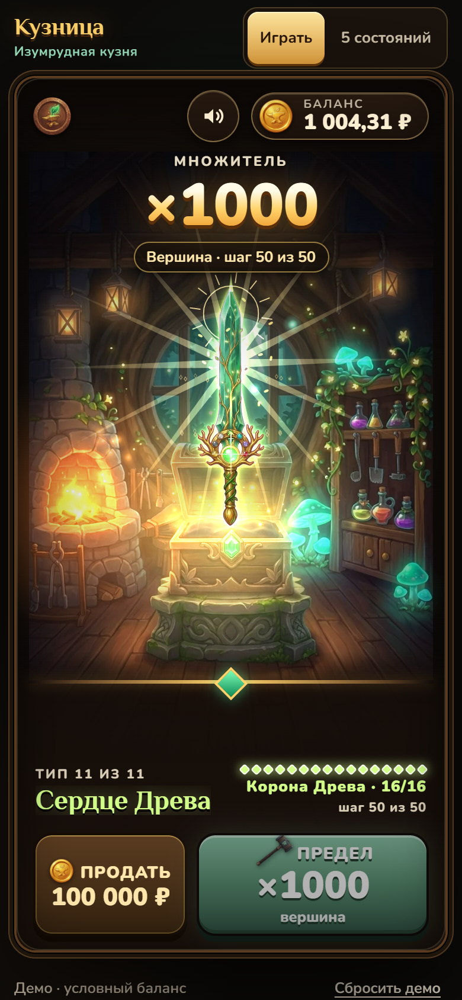 Кузница
Изумрудная кузня
Играть
5 состояний
БАЛАНС
1 004,31 ₽
МНОЖИТЕЛЬ
×1000
Вершина · шаг 50 из 50
ТИП 11 ИЗ 11
Сердце Древа
Корона Древа · 16/16
шаг 50 из 50
ПРОДАТЬ
100 000 ₽
ПРЕДЕЛ
×1000
вершина
Демо · условный баланс
Сбросить демо